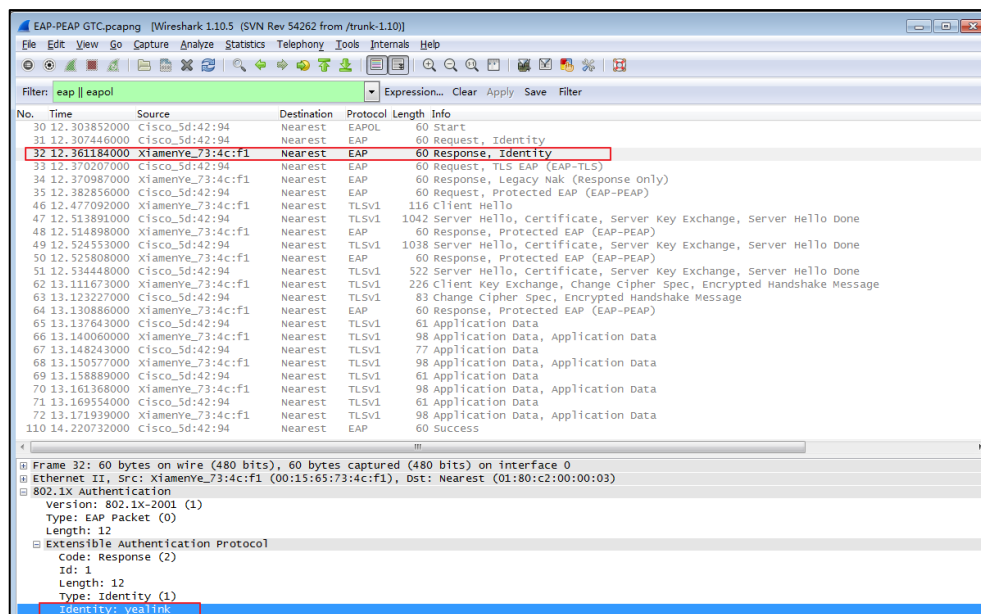 EAP-PEAP GTC.pcapng [Wireshark 1.10.5 (SVN Rev 54262 from /trunk-1.10)]
File Edit View Go Capture Analyze Statistics Telephony Tools Internals Help
Filter: eap || eapol Expression... Clear Apply Save Filter
No. Time Source Destination Protocol Length Info
30 12.303852000 Cisco_5d:42:94 Nearest EAPOL 60 Start
31 12.307446000 Cisco_5d:42:94 Nearest EAP 60 Request, Identity
32 12.361184000 XiamenYe_73:4c:f1 Nearest EAP 60 Response, Identity
33 12.370207000 Cisco_5d:42:94 Nearest EAP 60 Request, TLS EAP (EAP-TLS)
34 12.370987000 XiamenYe_73:4c:f1 Nearest EAP 60 Response, Legacy Nak (Response Only)
35 12.382856000 Cisco_5d:42:94 Nearest EAP 60 Request, Protected EAP (EAP-PEAP)
46 12.477092000 XiamenYe_73:4c:f1 Nearest TLSv1 116 Client Hello
47 12.513891000 Cisco_5d:42:94 Nearest TLSv1 1042 Server Hello, Certificate, Server Key Exchange, Server Hello Done
48 12.514898000 XiamenYe_73:4c:f1 Nearest EAP 60 Response, Protected EAP (EAP-PEAP)
49 12.524553000 Cisco_5d:42:94 Nearest TLSv1 1038 Server Hello, Certificate, Server Key Exchange, Server Hello Done
50 12.525808000 XiamenYe_73:4c:f1 Nearest EAP 60 Response, Protected EAP (EAP-PEAP)
51 12.534448000 Cisco_5d:42:94 Nearest TLSv1 522 Server Hello, Certificate, Server Key Exchange, Server Hello Done
62 13.111673000 XiamenYe_73:4c:f1 Nearest TLSv1 226 Client Key Exchange, Change Cipher Spec, Encrypted Handshake Message
63 13.123227000 Cisco_5d:42:94 Nearest TLSv1 83 Change Cipher Spec, Encrypted Handshake Message
64 13.130886000 XiamenYe_73:4c:f1 Nearest EAP 60 Response, Protected EAP (EAP-PEAP)
65 13.137643000 Cisco_5d:42:94 Nearest TLSv1 61 Application Data
66 13.140060000 XiamenYe_73:4c:f1 Nearest TLSv1 98 Application Data, Application Data
67 13.148243000 Cisco_5d:42:94 Nearest TLSv1 77 Application Data
68 13.150577000 XiamenYe_73:4c:f1 Nearest TLSv1 98 Application Data, Application Data
69 13.158889000 Cisco_5d:42:94 Nearest TLSv1 61 Application Data
70 13.161368000 XiamenYe_73:4c:f1 Nearest TLSv1 98 Application Data, Application Data
71 13.169554000 Cisco_5d:42:94 Nearest TLSv1 61 Application Data
72 13.171939000 XiamenYe_73:4c:f1 Nearest TLSv1 98 Application Data, Application Data
110 14.220732000 Cisco_5d:42:94 Nearest EAP 60 Success
Frame 32: 60 bytes on wire (480 bits), 60 bytes captured (480 bits) on interface 0
Ethernet II, Src: XiamenYe_73:4c:f1 (00:15:65:73:4c:f1), Dst: Nearest (01:80:c2:00:00:03)
802.1X Authentication
Version: 802.1X-2001 (1)
Type: EAP Packet (0)
Length: 12
Extensible Authentication Protocol
Code: Response (2)
Id: 1
Length: 12
Type: Identity (1)
Identity: yealink